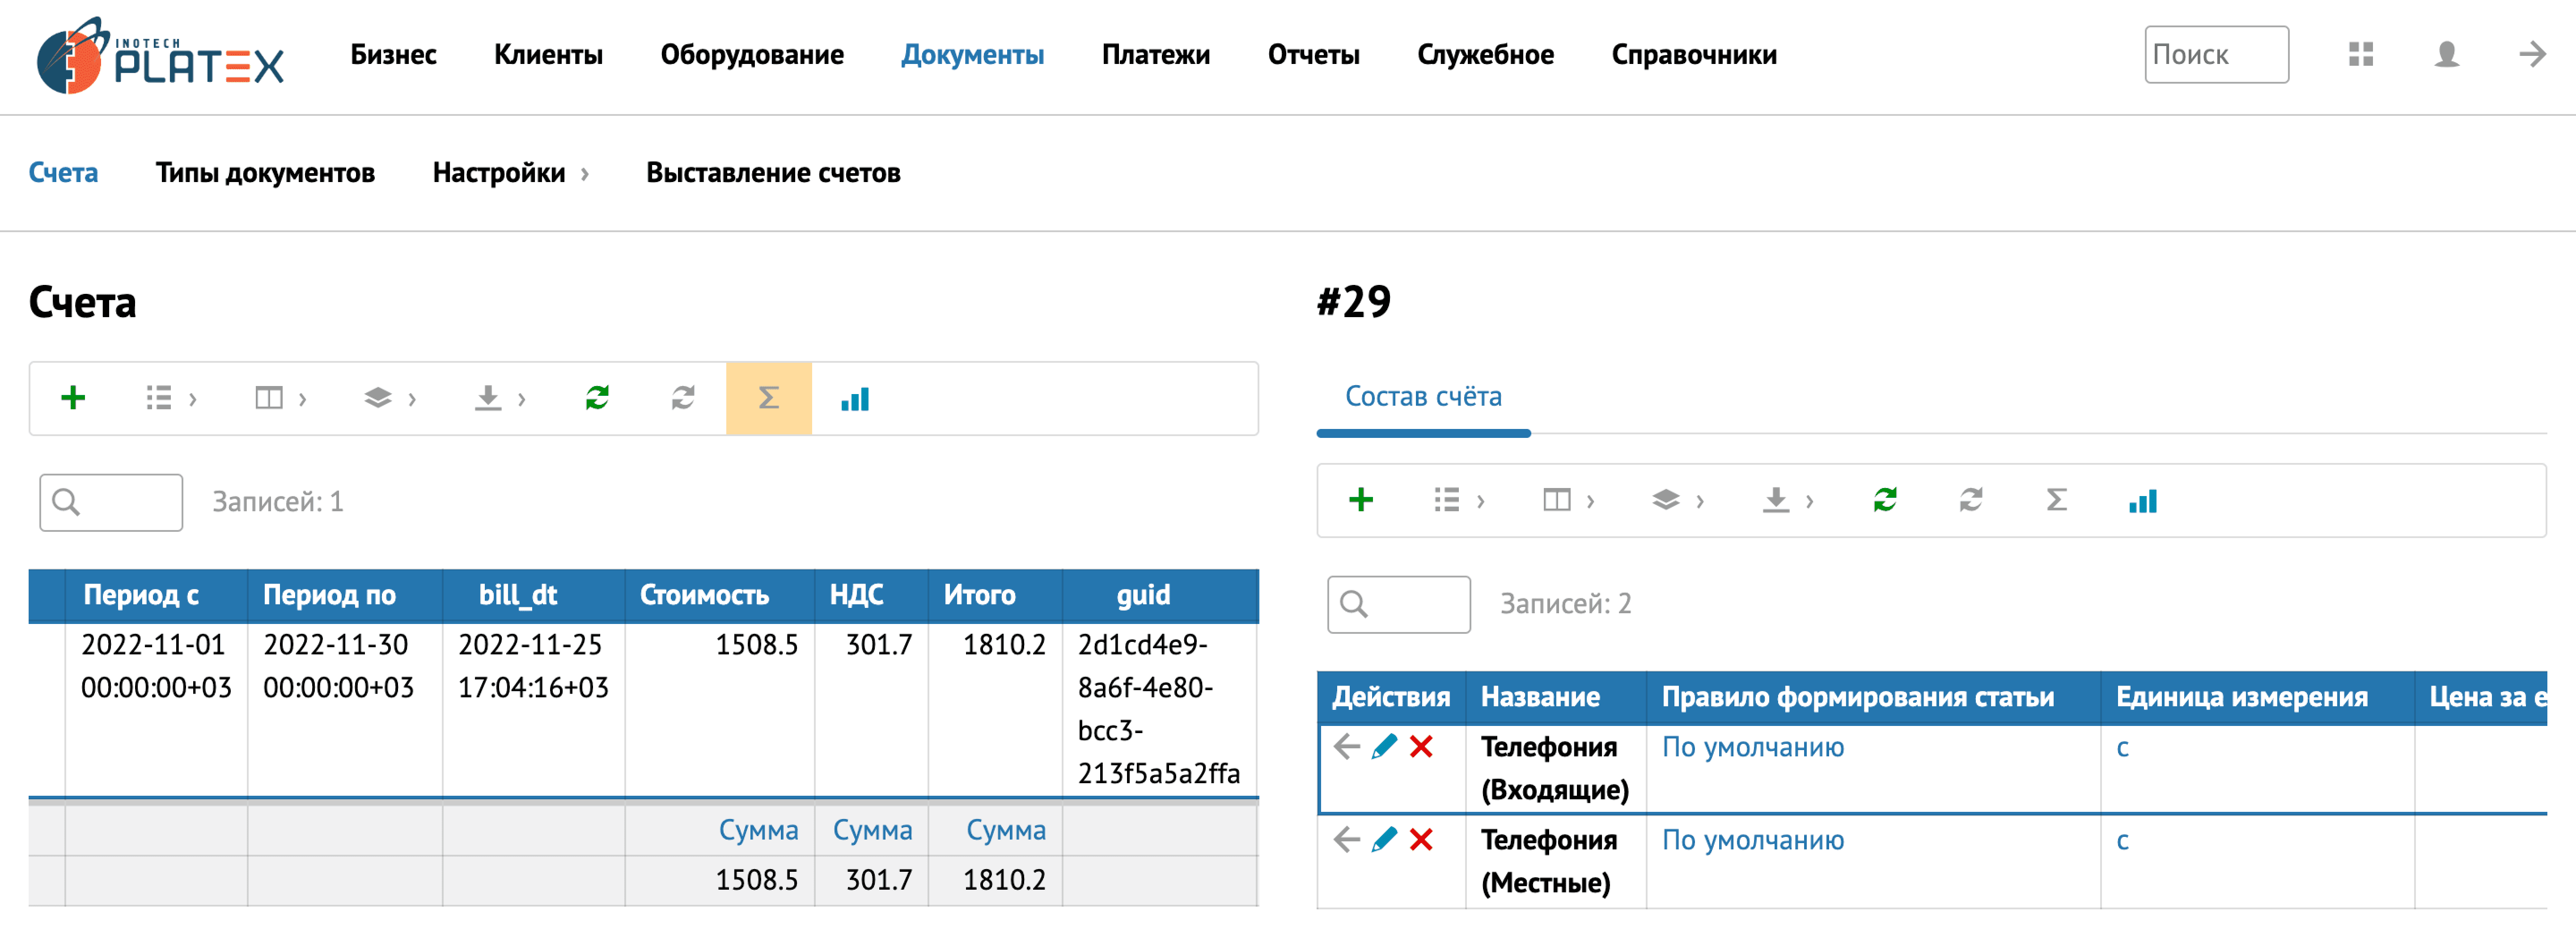 INOTECH
PLATEX
Бизнес Клиенты Оборудование Документы Платежи Отчеты Служебное Справочники Поиск
Счета Типы документов Настройки › Выставление счетов
Счета
Записей: 1
Период с Период по bill_dt Стоимость НДС Итого guid
2022-11-01 2022-11-30 2022-11-25 1508.5 301.7 1810.2 2d1cd4e9-
00:00:00+03 00:00:00+03 17:04:16+03 8a6f-4e80-
bcc3-
213f5a5a2ffa
Сумма Сумма Сумма
1508.5 301.7 1810.2
#29
Состав счёта
Записей: 2
Действия Название Правило формирования статьи Единица измерения Цена за е
Телефония По умолчанию с
(Входящие)
Телефония По умолчанию с
(Местные)